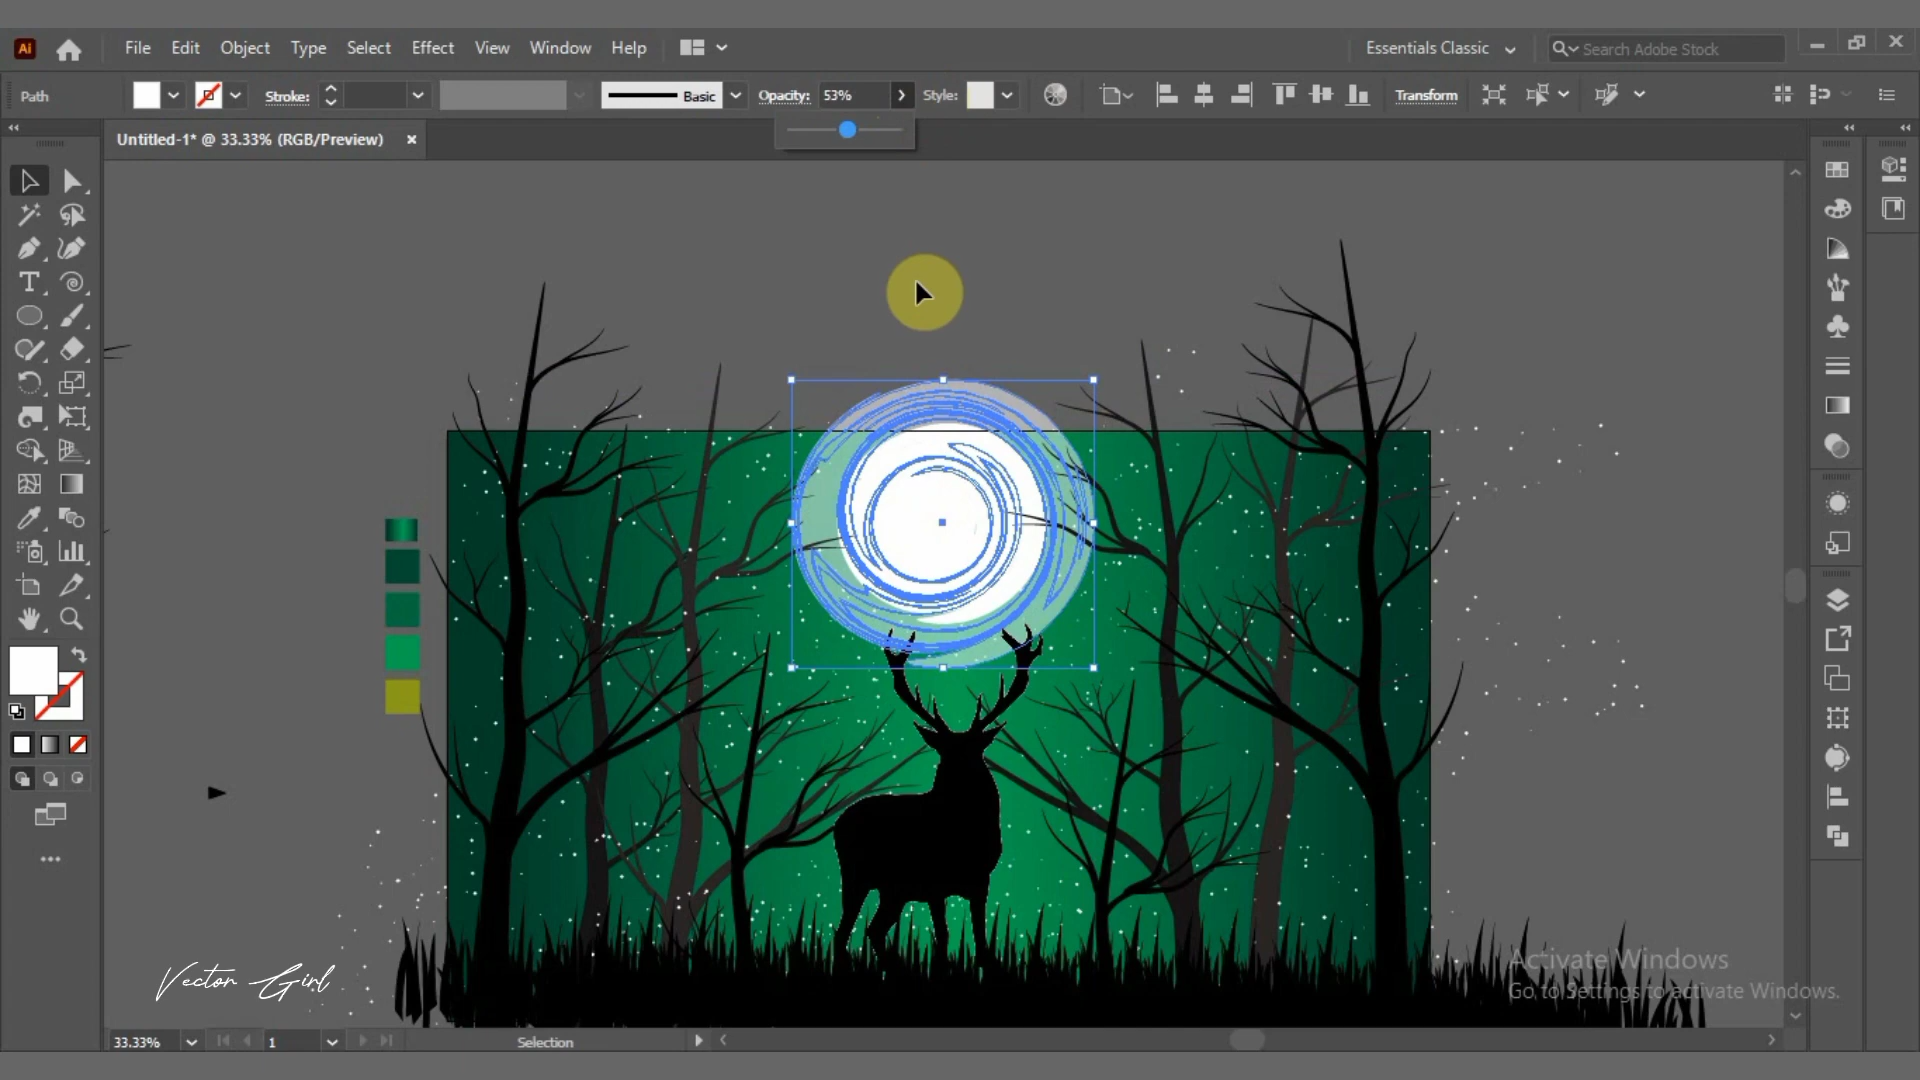 Ai File Edit Object Type Select Effect View Window Help Essentials Classic Search Adobe Stock
Path Stroke: Basic Opacity: 53% Style: Transform
Untitled-1* @ 33.33% (RGB/Preview)
Vector Girl
Activate Windows
Go to Settings to activate Windows.
33.33% 1 Selection